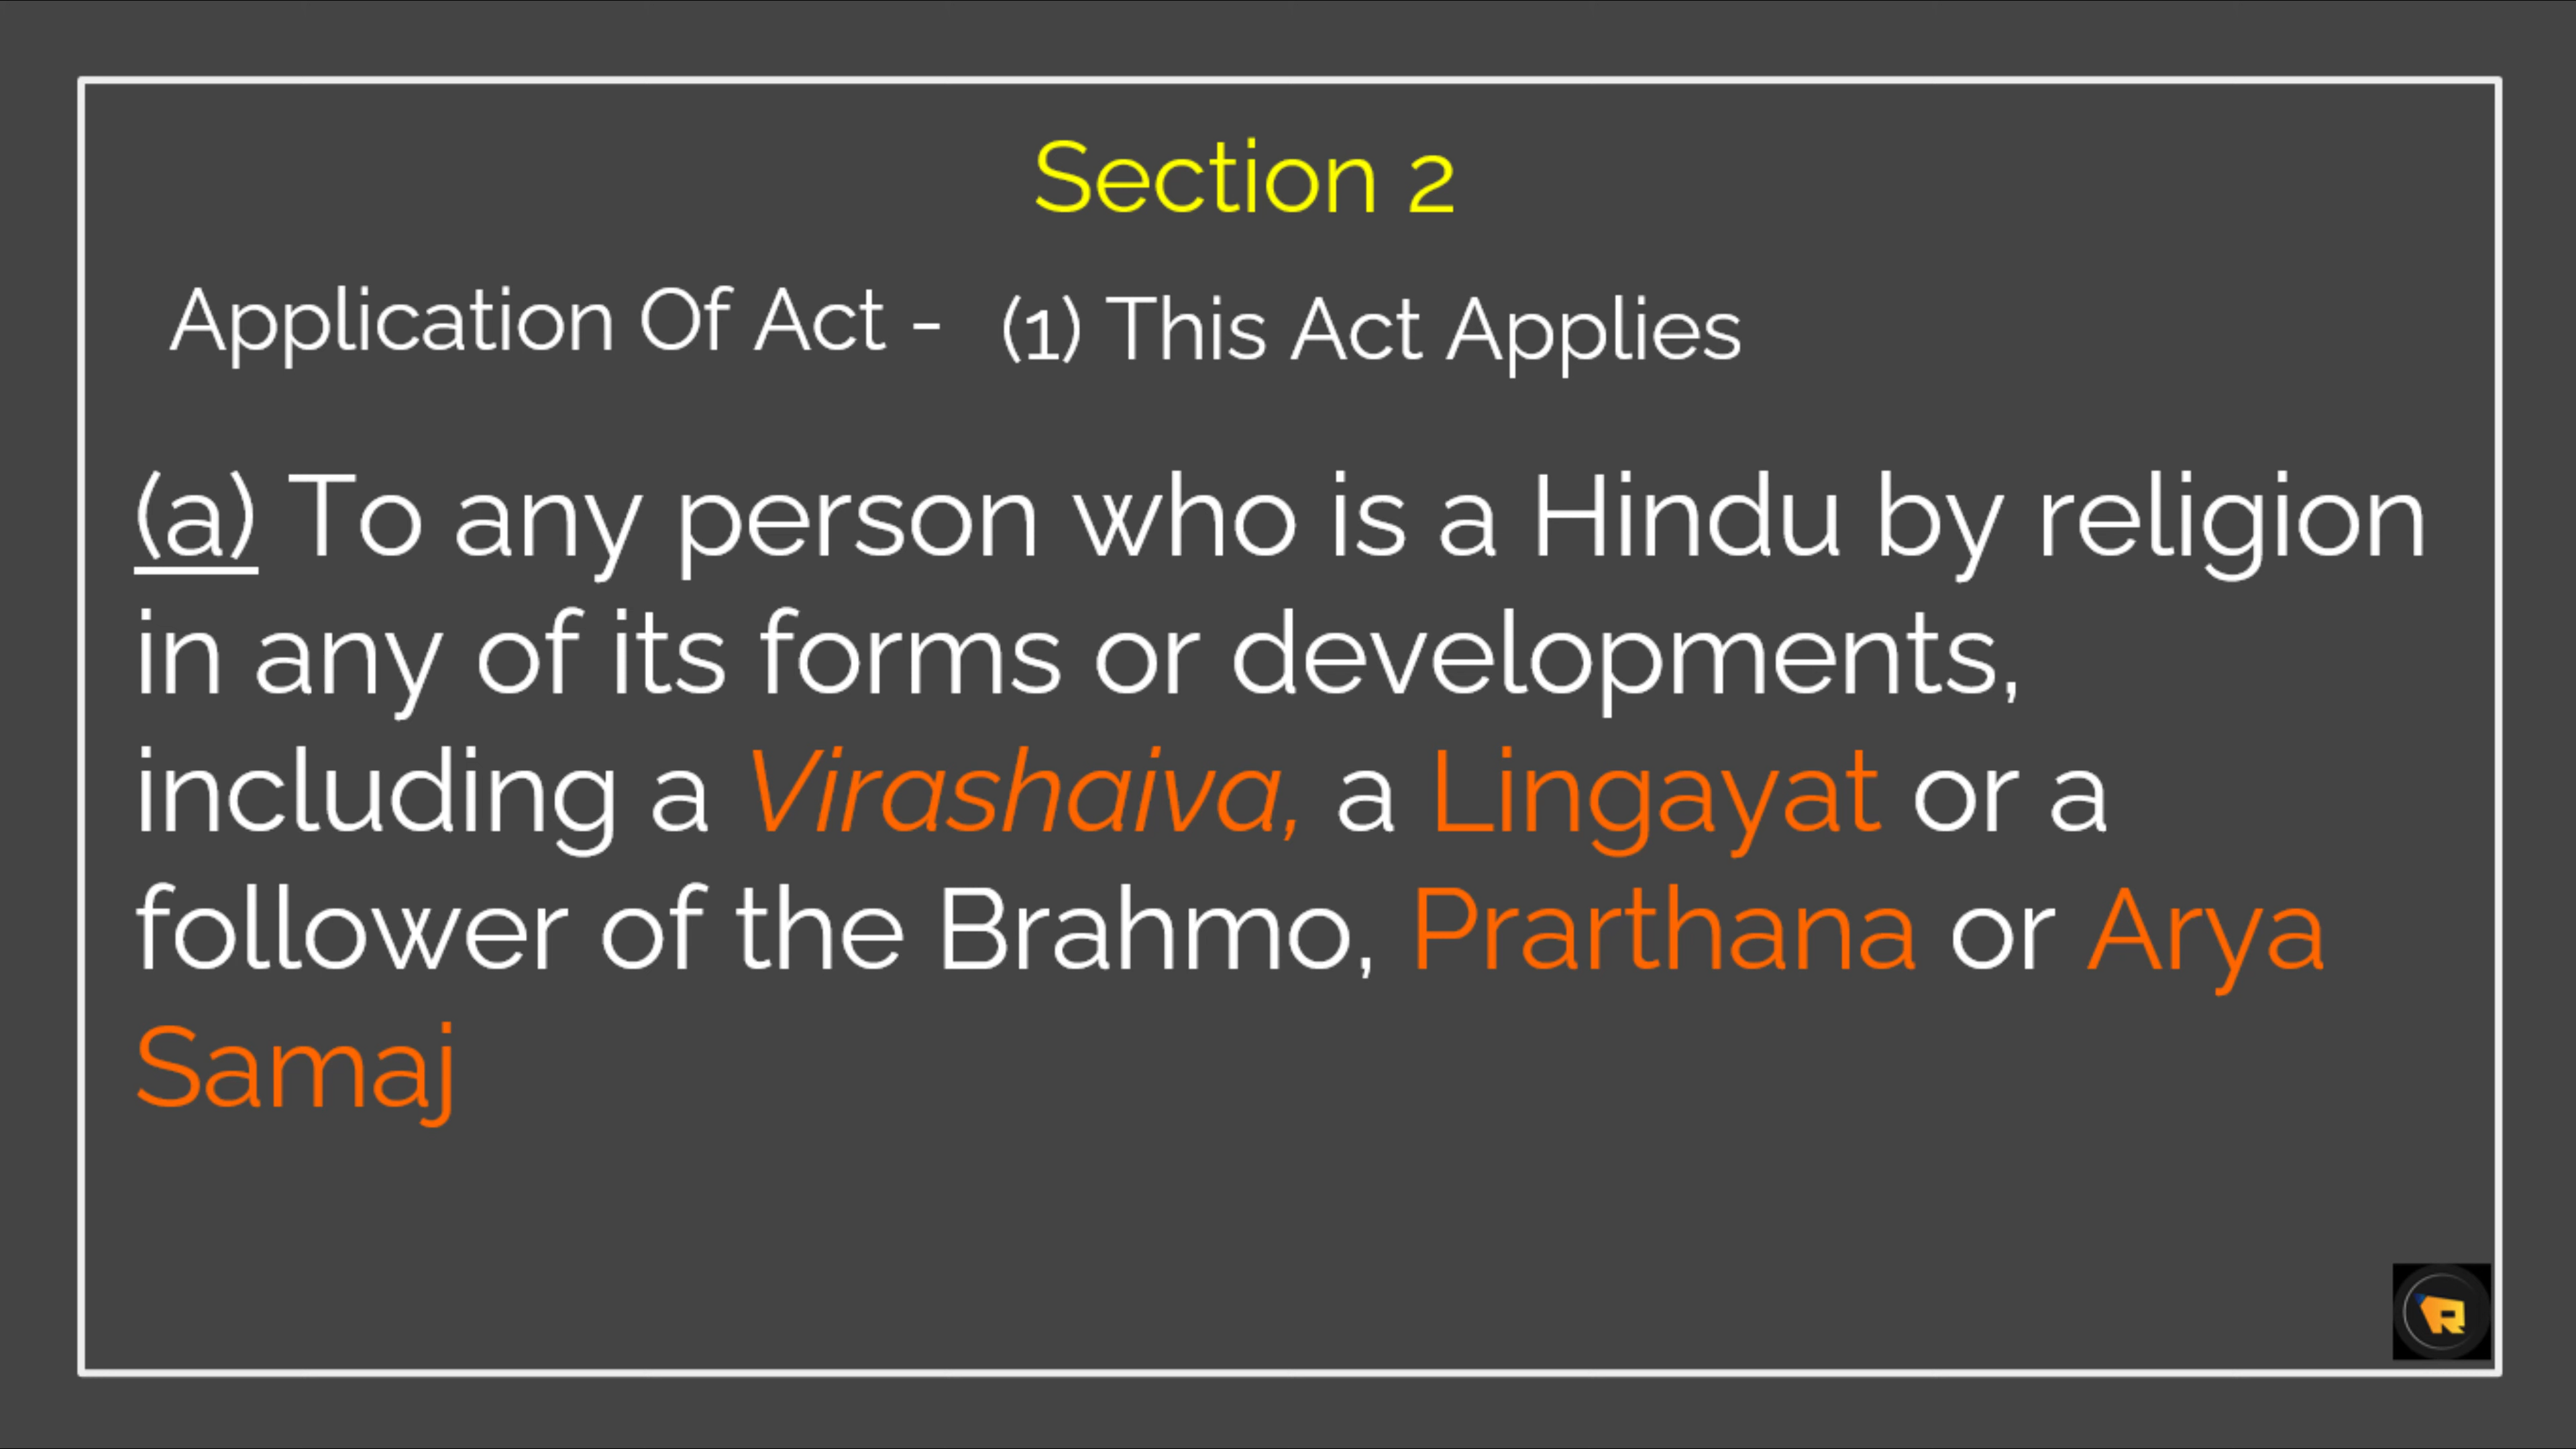 Section 2
Application Of Act - (1) This Act Applies
(a) To any person who is a Hindu by religion
in any of its forms or developments,
including a Virashaiva, a Lingayat or a
follower of the Brahmo, Prarthana or Arya
Samaj
R